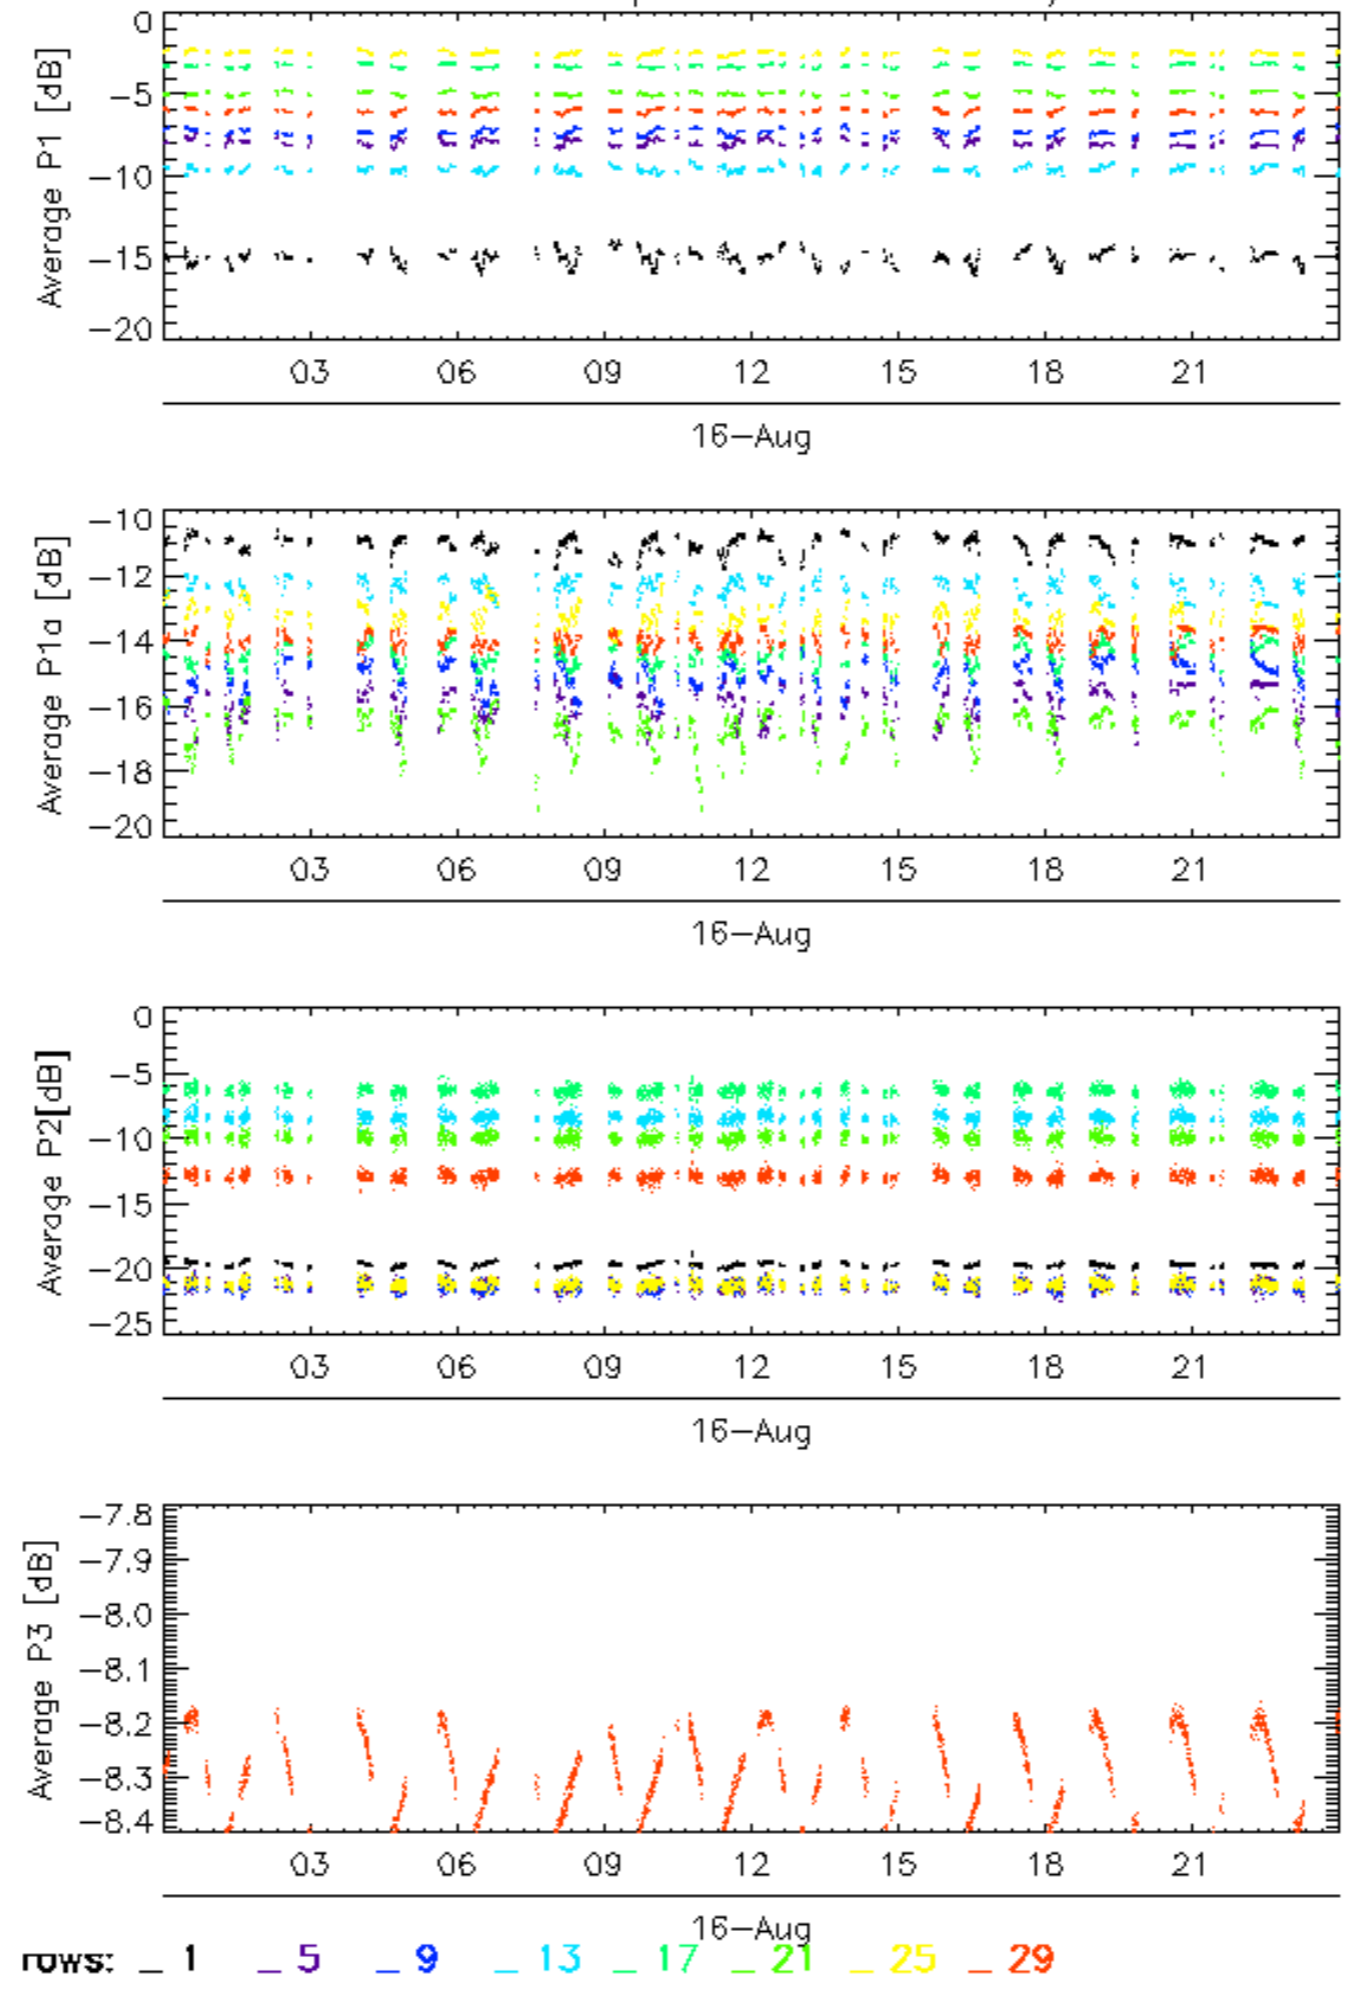 0
−5
−10
−15
−20
Average P1 [dB]
03 06 09 12 15 18 21
16−Aug
−10
−12
−14
−16
−18
−20
Average P1a [dB]
03 06 09 12 15 18 21
16−Aug
0
−5
−10
−15
−20
−25
Average P2[dB]
03 06 09 12 15 18 21
16−Aug
−7.8
−7.9
−8.0
−8.1
−8.2
−8.3
−8.4
Average P3 [dB]
03 06 09 12 15 18 21
16−Aug
rows: _ 1 _ 5 _ 9 _ 13 _ 17 _ 21 _ 25 _ 29